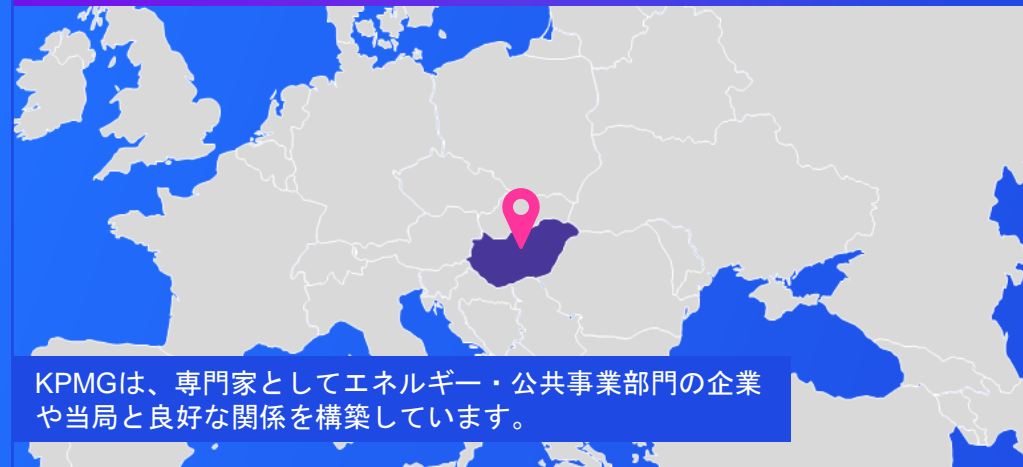 KPMGは、専門家としてエネルギー・公共事業部門の企業
や当局と良好な関係を構築しています。